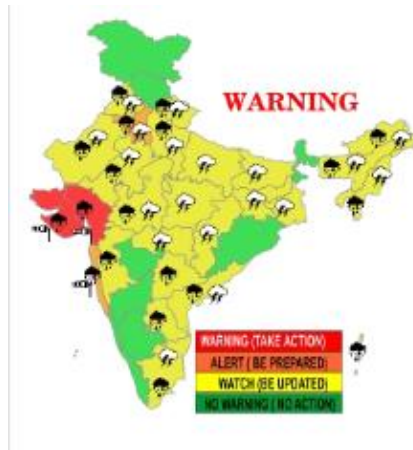 WARNING
WARNING (TAKE ACTION)
ALERT ( BE PREPARED)
WATCH (BE UPDATED)
NO WARNING ( NO ACTION)